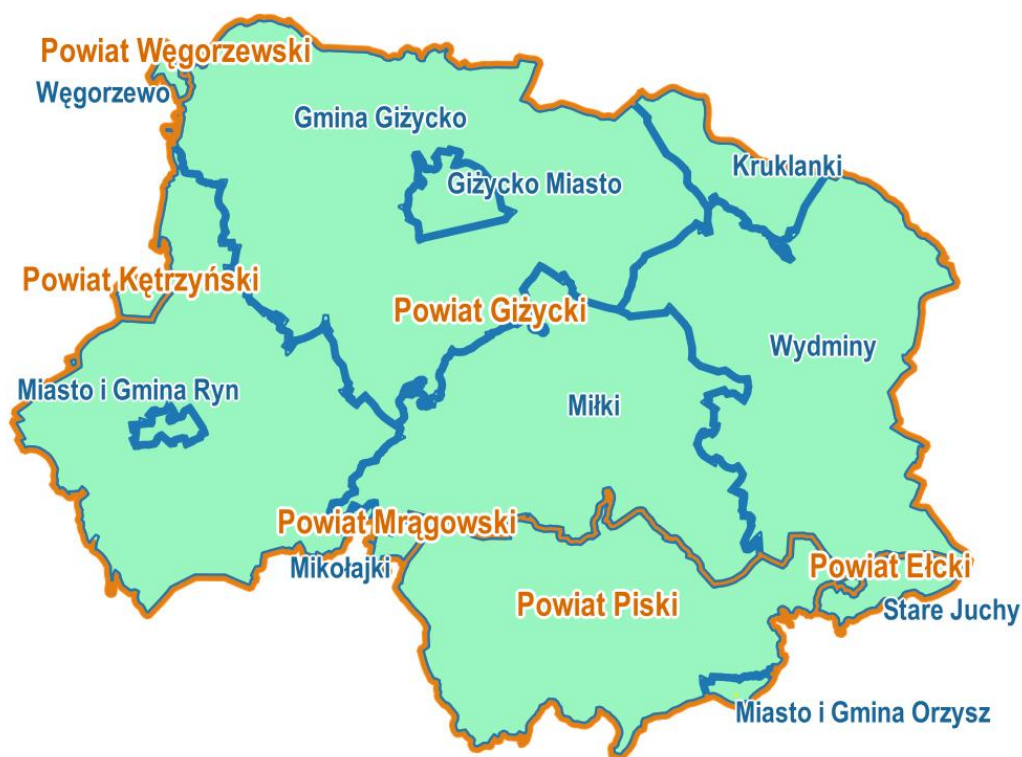 Powiat Węgorzewski
Węgorzewo
Gmina Giżycko
Kruklanki
Giżycko Miasto
Powiat Kętrzyński
Powiat Giżycki
Wydminy
Miasto i Gmina Ryn
Miłki
Powiat Mrągowski
Mikołajki
Powiat Ełcki
Powiat Piski
Stare Juchy
Miasto i Gmina Orzysz